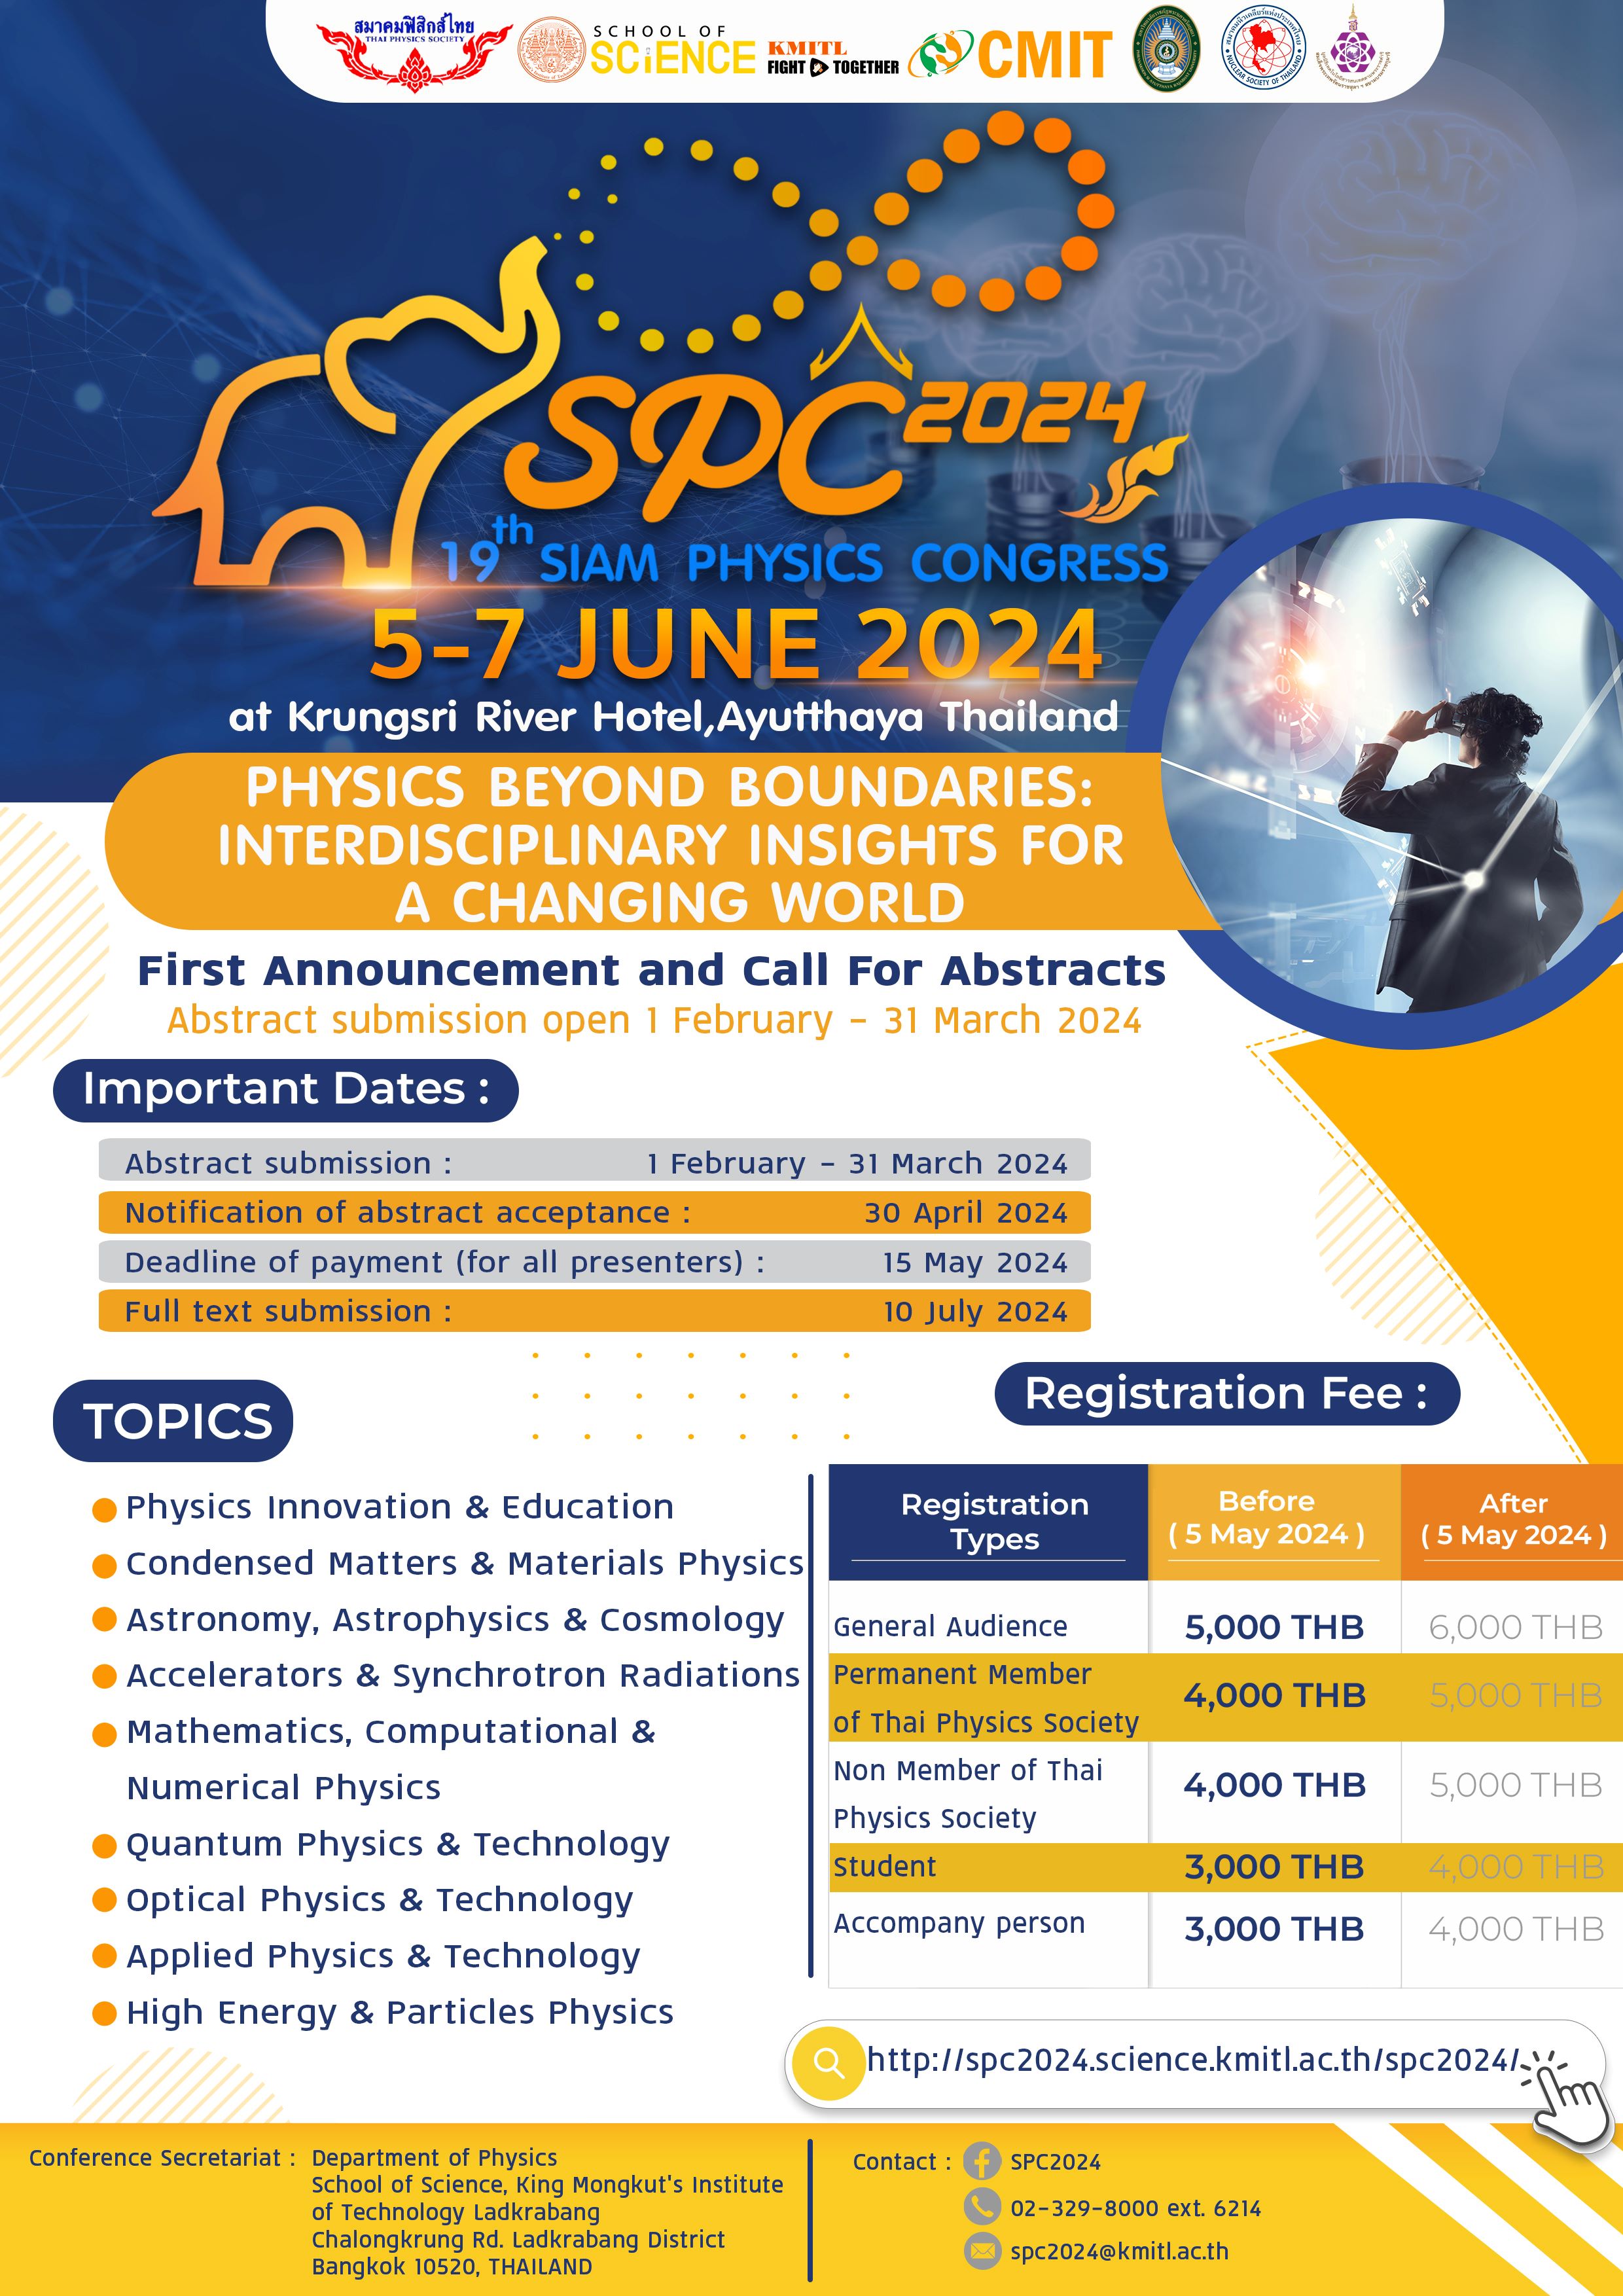 สมาคมฟิสิกส์ไทย
THAI PHYSICS SOCIETY
SCHOOL OF
SCiENCE
KMITL
FIGHT TOGETHER
CMIT
NUCLEAR SOCIETY OF THAILAND
SPC 2024
19th SIAM PHYSICS CONGRESS
5-7 JUNE 2024
at Krungsri River Hotel,Ayutthaya Thailand
PHYSICS BEYOND BOUNDARIES:
INTERDISCIPLINARY INSIGHTS FOR
A CHANGING WORLD
First Announcement and Call For Abstracts
Abstract submission open 1 February - 31 March 2024
Important Dates :
Abstract submission : 1 February - 31 March 2024
Notification of abstract acceptance : 30 April 2024
Deadline of payment (for all presenters) : 15 May 2024
Full text submission : 10 July 2024
TOPICS
Physics Innovation & Education
Condensed Matters & Materials Physics
Astronomy, Astrophysics & Cosmology
Accelerators & Synchrotron Radiations
Mathematics, Computational &
Numerical Physics
Quantum Physics & Technology
Optical Physics & Technology
Applied Physics & Technology
High Energy & Particles Physics
Registration Fee :
Registration Types Before ( 5 May 2024 ) After ( 5 May 2024 )
General Audience 5,000 THB 6,000 THB
Permanent Member
of Thai Physics Society 4,000 THB 5,000 THB
Non Member of Thai
Physics Society 4,000 THB 5,000 THB
Student 3,000 THB 4,000 THB
Accompany person 3,000 THB 4,000 THB
http://spc2024.science.kmitl.ac.th/spc2024/
Conference Secretariat : Department of Physics
School of Science, King Mongkut's Institute
of Technology Ladkrabang
Chalongkrung Rd. Ladkrabang District
Bangkok 10520, THAILAND
Contact : SPC2024
02-329-8000 ext. 6214
spc2024@kmitl.ac.th